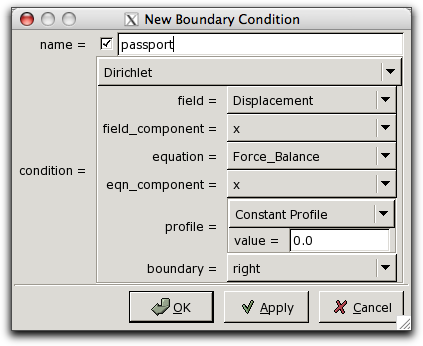 New Boundary Condition
name = passport
Dirichlet
field = Displacement
field_component = x
condition = equation = Force_Balance
eqn_component = x
profile = Constant Profile
value = 0.0
boundary = right
OK Apply Cancel